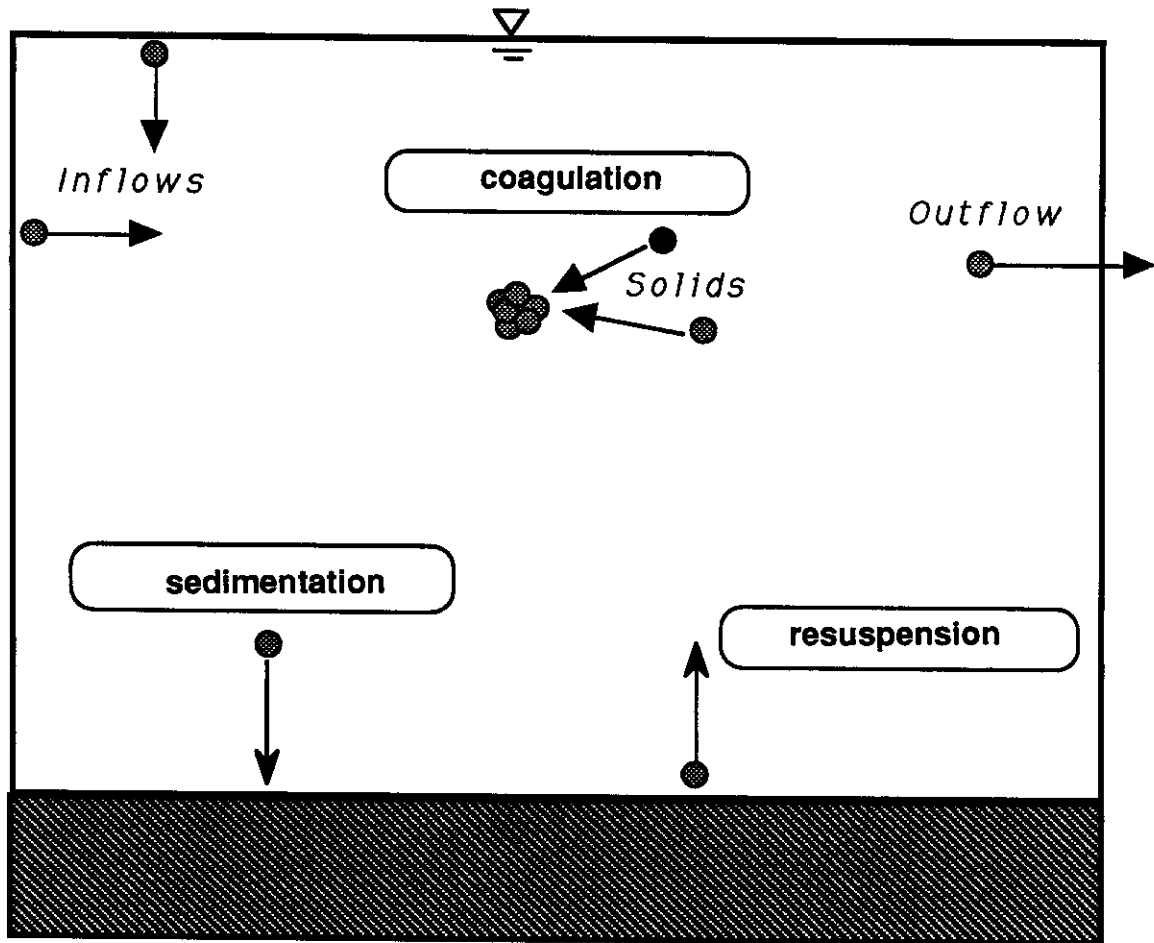 coagulation
Inflows
Outflow
Solids
sedimentation
resuspension